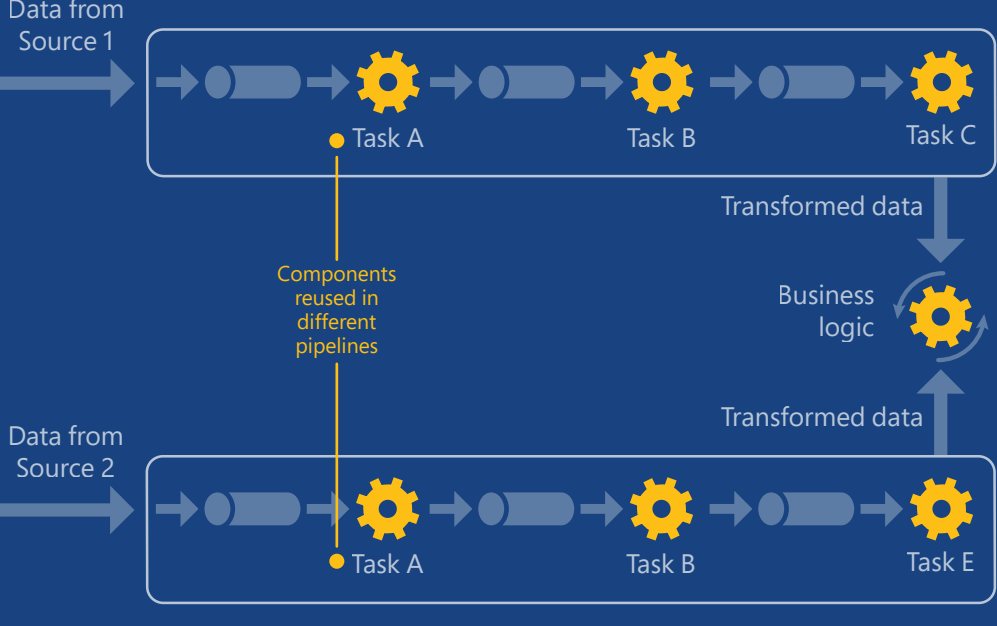 Data from
Source 1
Task A
Task B
Task C
Transformed data
Components
reused in
different
pipelines
Business
logic
Transformed data
Data from
Source 2
Task A
Task B
Task E